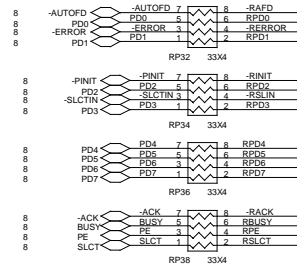 8 -AUTOFD -AUTOFD 7 8 -RAFD
8 PD0 PD0 5 6 RPD0
8 -ERROR -ERROR 3 4 -RERROR
8 PD1 PD1 1 2 RPD1
RP32 33X4
8 -PINIT -PINIT 7 8 -RINIT
8 PD2 PD2 5 6 RPD2
8 -SLCTIN -SLCTIN 3 4 -RSLIN
8 PD3 PD3 1 2 RPD3
RP34 33X4
8 PD4 PD4 7 8 RPD4
8 PD5 PD5 5 6 RPD5
8 PD6 PD6 3 4 RPD6
8 PD7 PD7 1 2 RPD7
RP36 33X4
8 -ACK -ACK 7 8 -RACK
8 BUSY BUSY 5 6 RBUSY
8 PE PE 3 4 RPE
8 SLCT SLCT 1 2 RSLCT
RP38 33X4